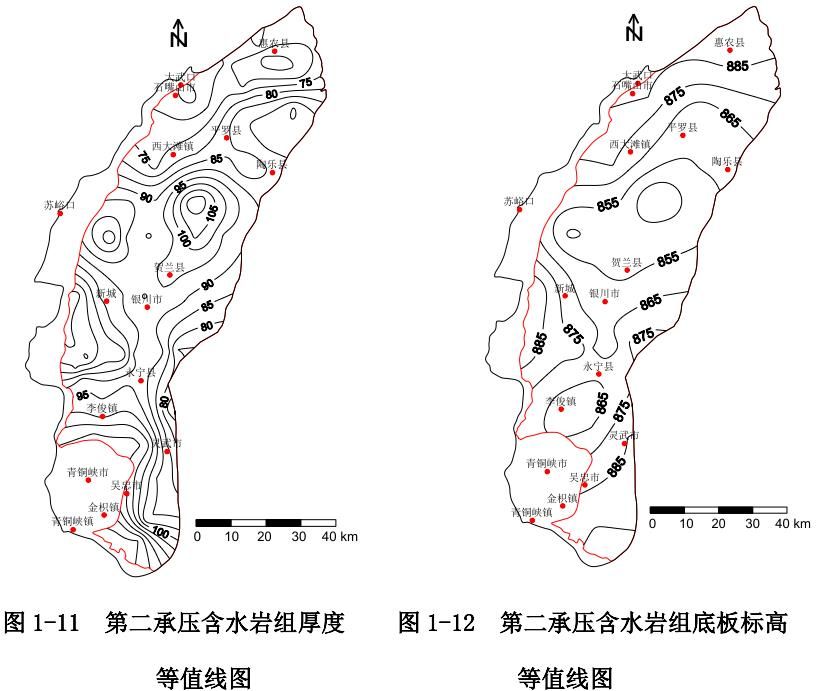 N
惠农县
大武口
石嘴山市
75
80
平罗县
西大滩镇
75
85
陶乐县
95
90
苏峪口
105
100
贺兰县
90
新城
银川市
85
80
永宁县
95
80
李俊镇
灵武市
青铜峡市
吴忠市
金积镇
青铜峡镇
100
0 10 20 30 40 km
图 1-11 第二承压含水岩组厚度
等值线图
N
惠农县
885
大武口
石嘴山市
875
865
平罗县
西大滩镇
陶乐县
苏峪口
855
贺兰县
855
新城
银川市
865
875
885
875
永宁县
李俊镇
865
875
灵武市
青铜峡市
885
吴忠市
金积镇
青铜峡镇
0 10 20 30 40 km
图 1-12 第二承压含水岩组底板标高
等值线图